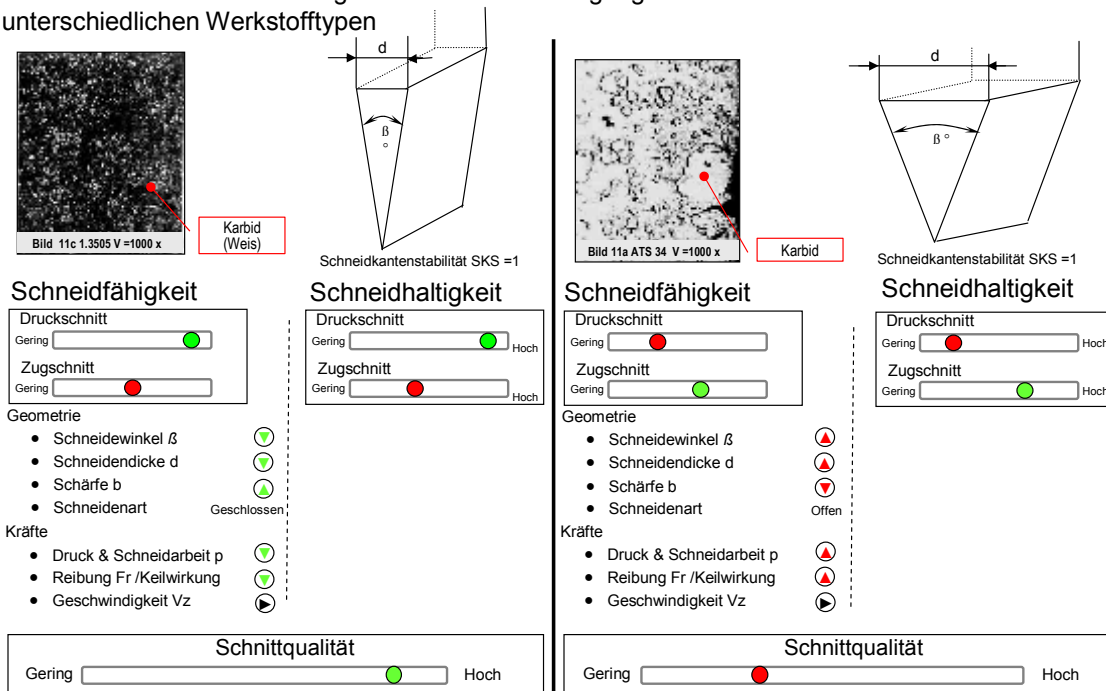 unterschiedlichen Werkstofftypen
d
ß
°
Bild 11c 1.3505 V =1000 x
Karbid
(Weis)
Schneidkantenstabilität SKS =1
Schneidfähigkeit
Schneidhaltigkeit
Druckschnitt
Gering
Zugschnitt
Gering
Druckschnitt
Gering
Hoch
Zugschnitt
Gering
Hoch
Geometrie
• Schneidewinkel ß
• Schneidendicke d
• Schärfe b
• Schneidenart Geschlossen
Kräfte
• Druck & Schneidarbeit p
• Reibung Fr /Keilwirkung
• Geschwindigkeit Vz
Schnittqualität
Gering Hoch
d
ß °
Bild 11a ATS 34 V =1000 x
Karbid
Schneidkantenstabilität SKS =1
Schneidfähigkeit
Schneidhaltigkeit
Druckschnitt
Gering
Zugschnitt
Gering
Druckschnitt
Gering Hoch
Zugschnitt
Gering Hoch
Geometrie
• Schneidewinkel ß
• Schneidendicke d
• Schärfe b
• Schneidenart Offen
Kräfte
• Druck & Schneidarbeit p
• Reibung Fr /Keilwirkung
• Geschwindigkeit Vz
Schnittqualität
Gering Hoch